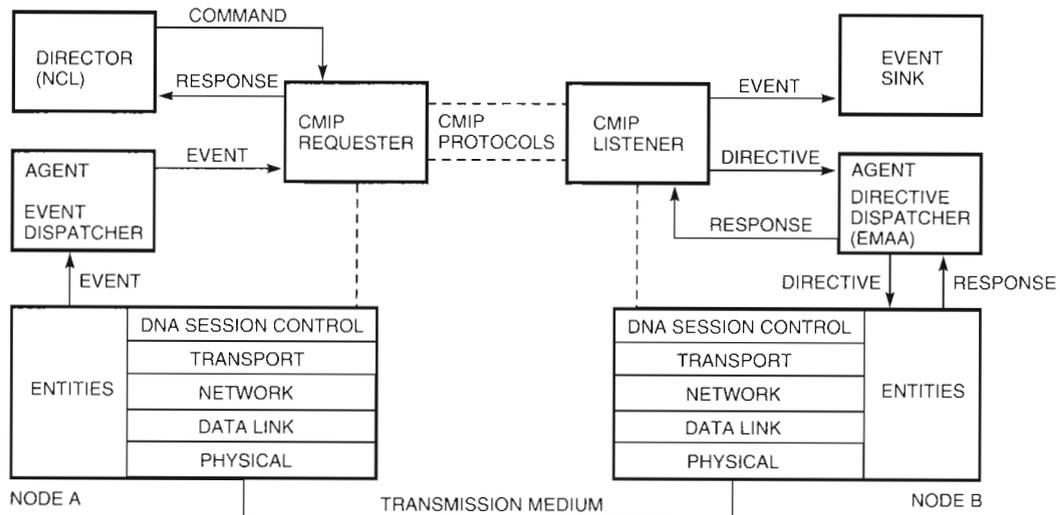 COMMAND
DIRECTOR
(NCL)
RESPONSE
CMIP
REQUESTER
CMIP
PROTOCOLS
CMIP
LISTENER
EVENT
EVENT
SINK
AGENT
EVENT
DISPATCHER
EVENT
DIRECTIVE
AGENT
DIRECTIVE
DISPATCHER
(EMAA)
RESPONSE
EVENT
DIRECTIVE
RESPONSE
ENTITIES
DNA SESSION CONTROL
TRANSPORT
NETWORK
DATA LINK
PHYSICAL
DNA SESSION CONTROL
TRANSPORT
NETWORK
DATA LINK
PHYSICAL
ENTITIES
NODE A
TRANSMISSION MEDIUM
NODE B